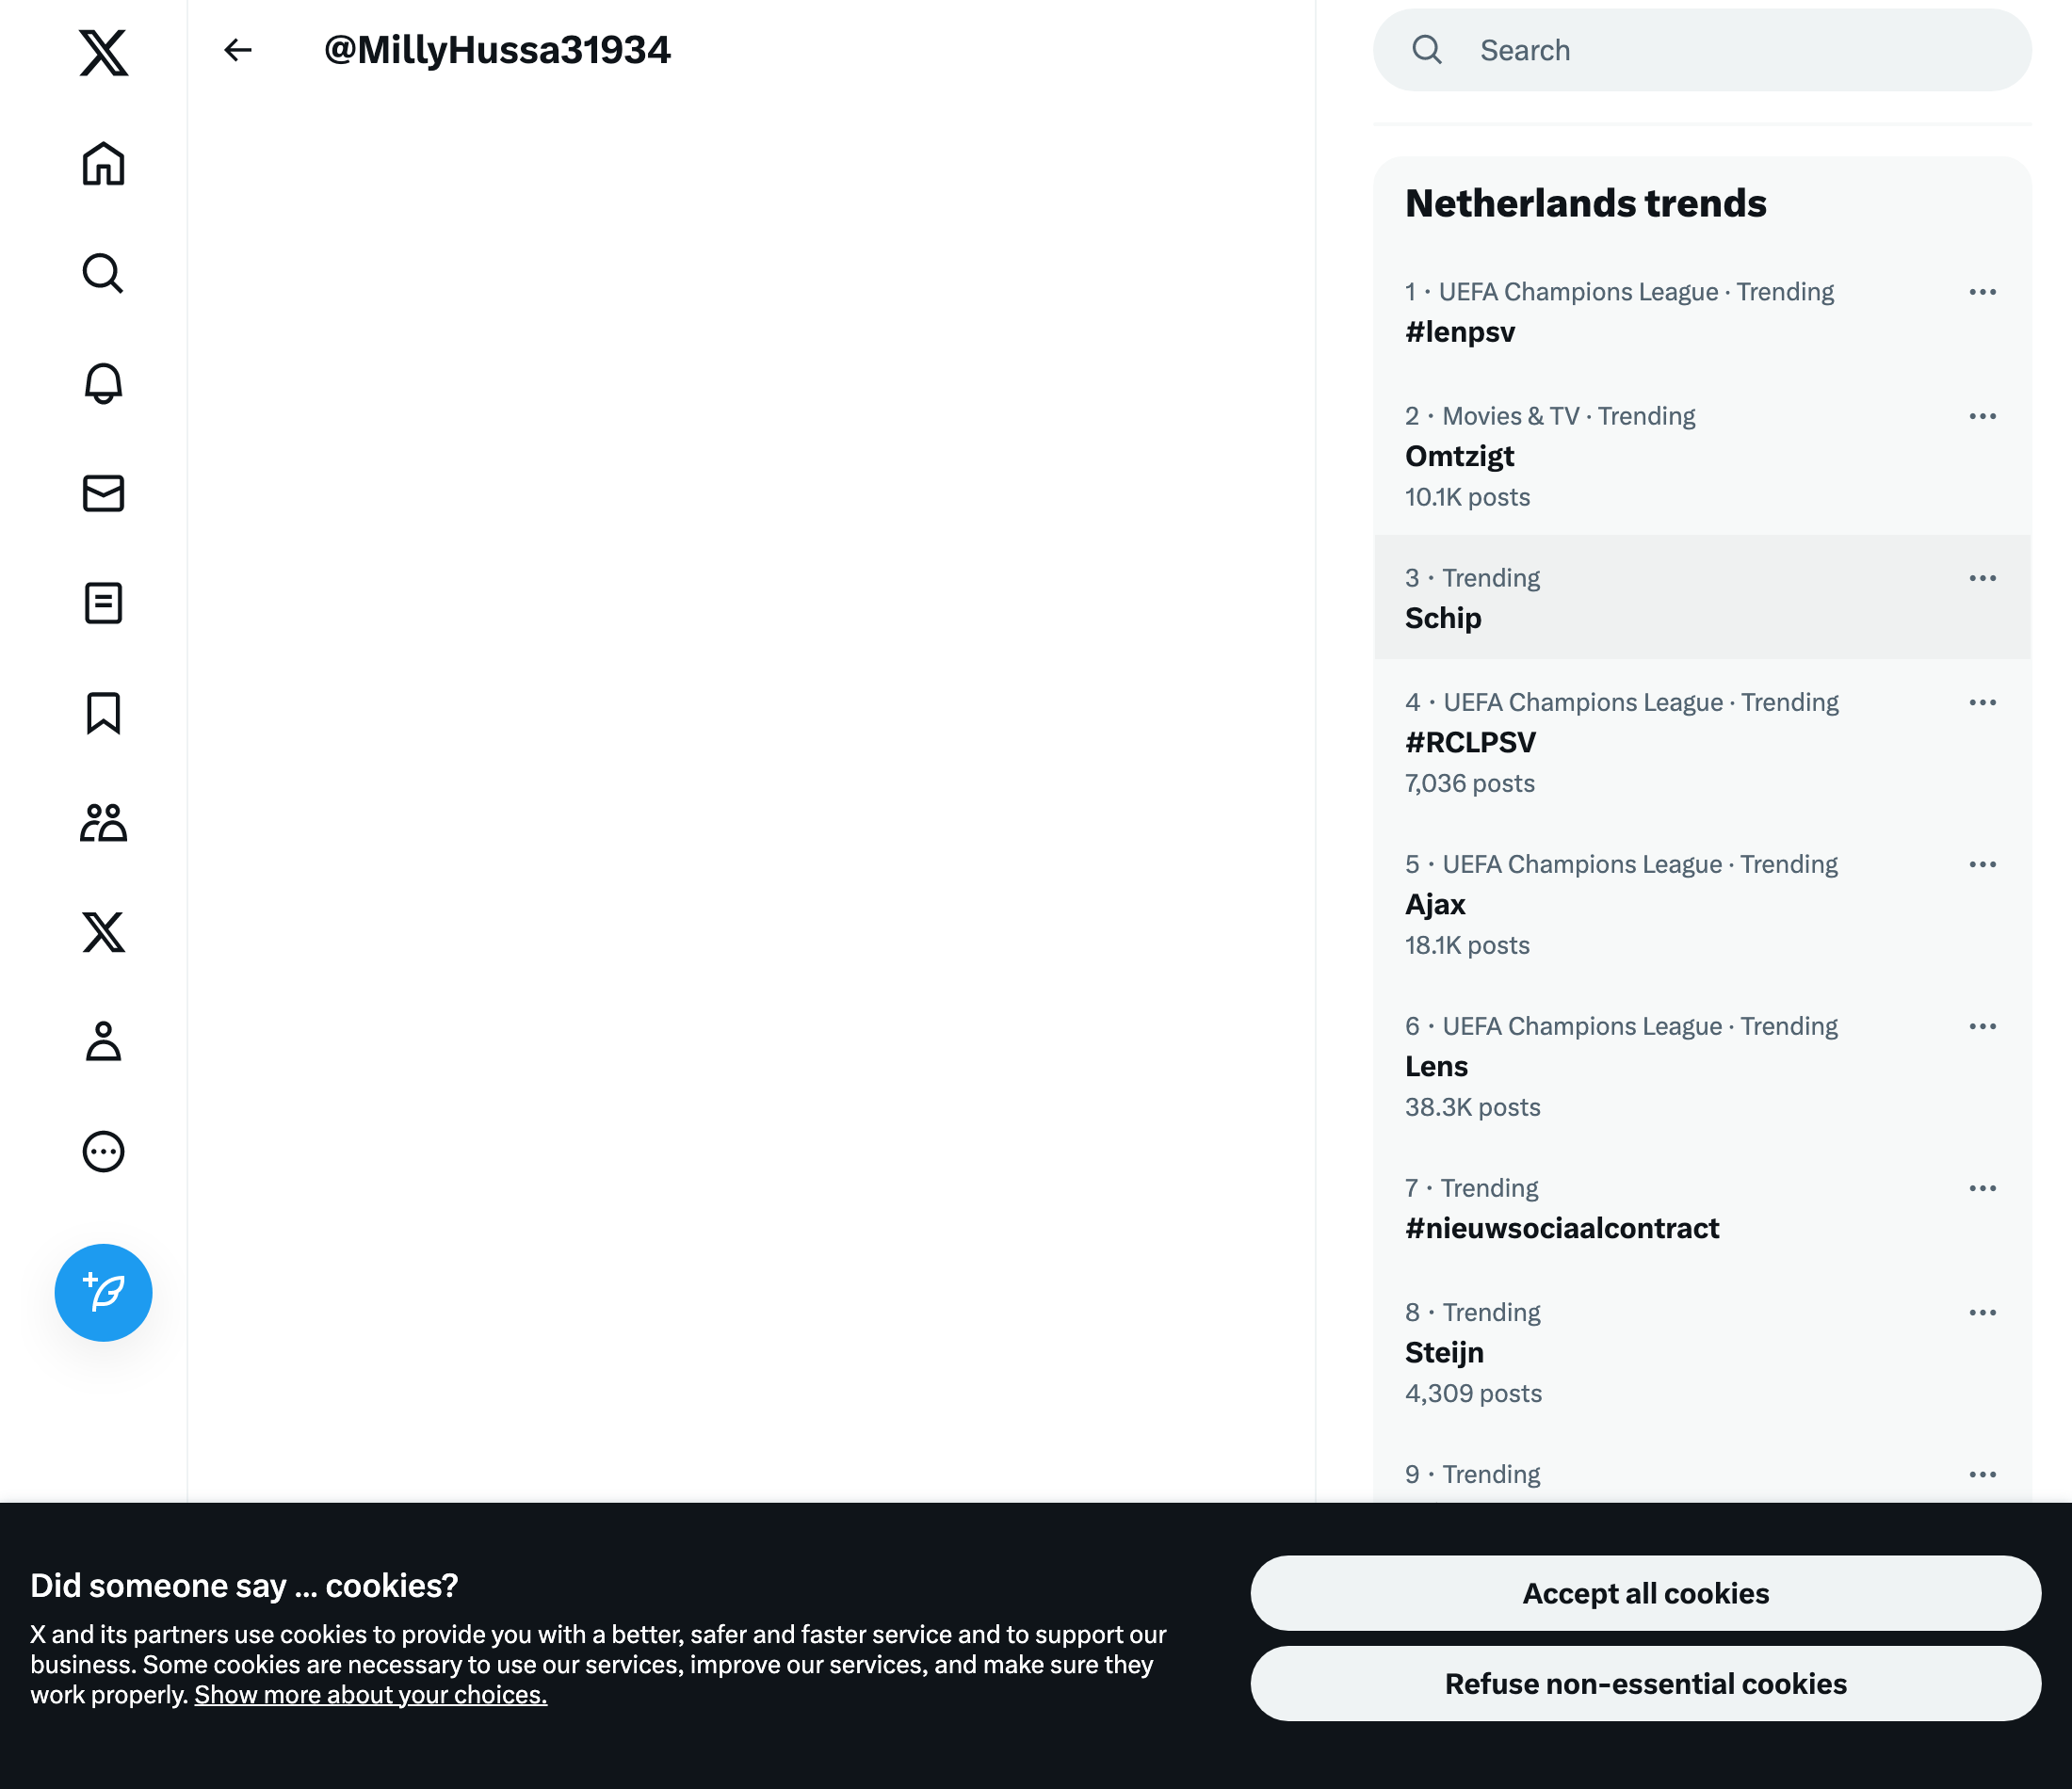 @MillyHussa31934
Search
Netherlands trends
1 · UEFA Champions League · Trending
#lenpsv
2 · Movies & TV · Trending
Omtzigt
10.1K posts
3 · Trending
Schip
4 · UEFA Champions League · Trending
#RCLPSV
7,036 posts
5 · UEFA Champions League · Trending
Ajax
18.1K posts
6 · UEFA Champions League · Trending
Lens
38.3K posts
7 · Trending
#nieuwsociaalcontract
8 · Trending
Steijn
4,309 posts
9 · Trending
Did someone say … cookies?
X and its partners use cookies to provide you with a better, safer and faster service and to support our
business. Some cookies are necessary to use our services, improve our services, and make sure they
work properly. Show more about your choices.
Accept all cookies
Refuse non-essential cookies